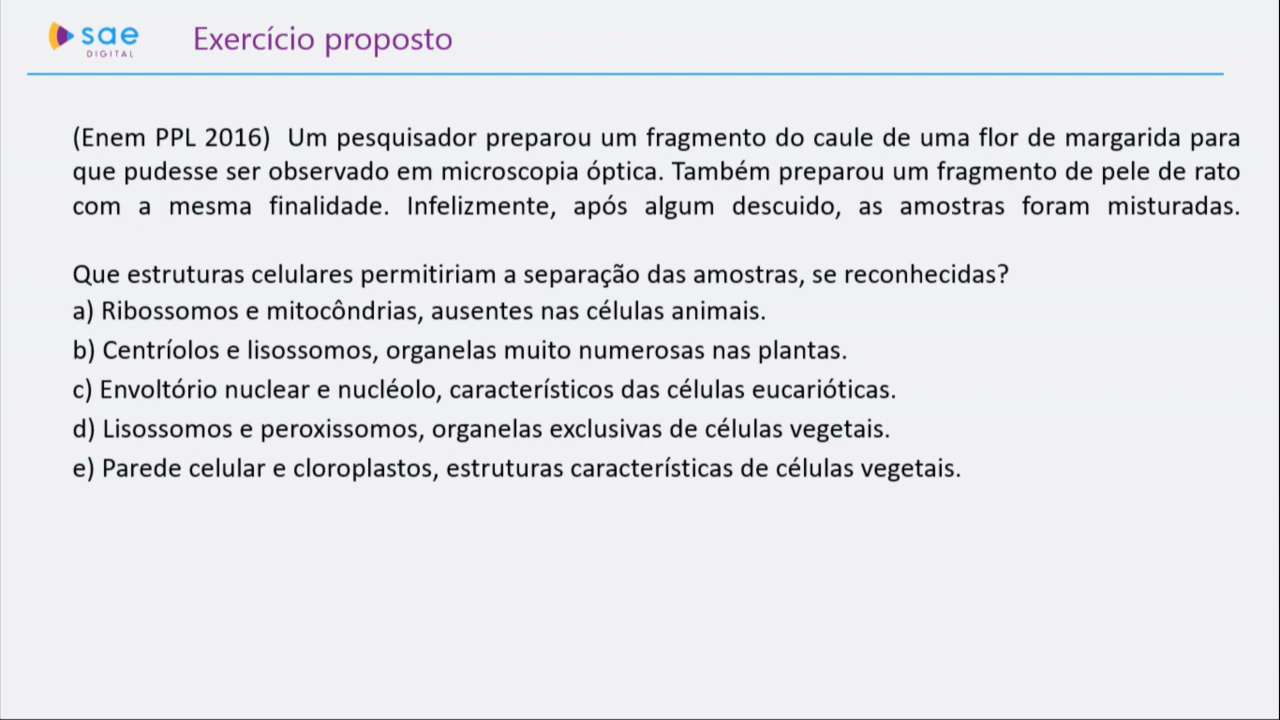 sae
DIGITAL
Exercício proposto
(Enem PPL 2016) Um pesquisador preparou um fragmento do caule de uma flor de margarida para
que pudesse ser observado em microscopia óptica. Também preparou um fragmento de pele de rato
com a mesma finalidade. Infelizmente, após algum descuido, as amostras foram misturadas.
Que estruturas celulares permitiriam a separação das amostras, se reconhecidas?
a) Ribossomos e mitocôndrias, ausentes nas células animais.
b) Centríolos e lisossomos, organelas muito numerosas nas plantas.
c) Envoltório nuclear e nucléolo, característicos das células eucarióticas.
d) Lisossomos e peroxissomos, organelas exclusivas de células vegetais.
e) Parede celular e cloroplastos, estruturas características de células vegetais.